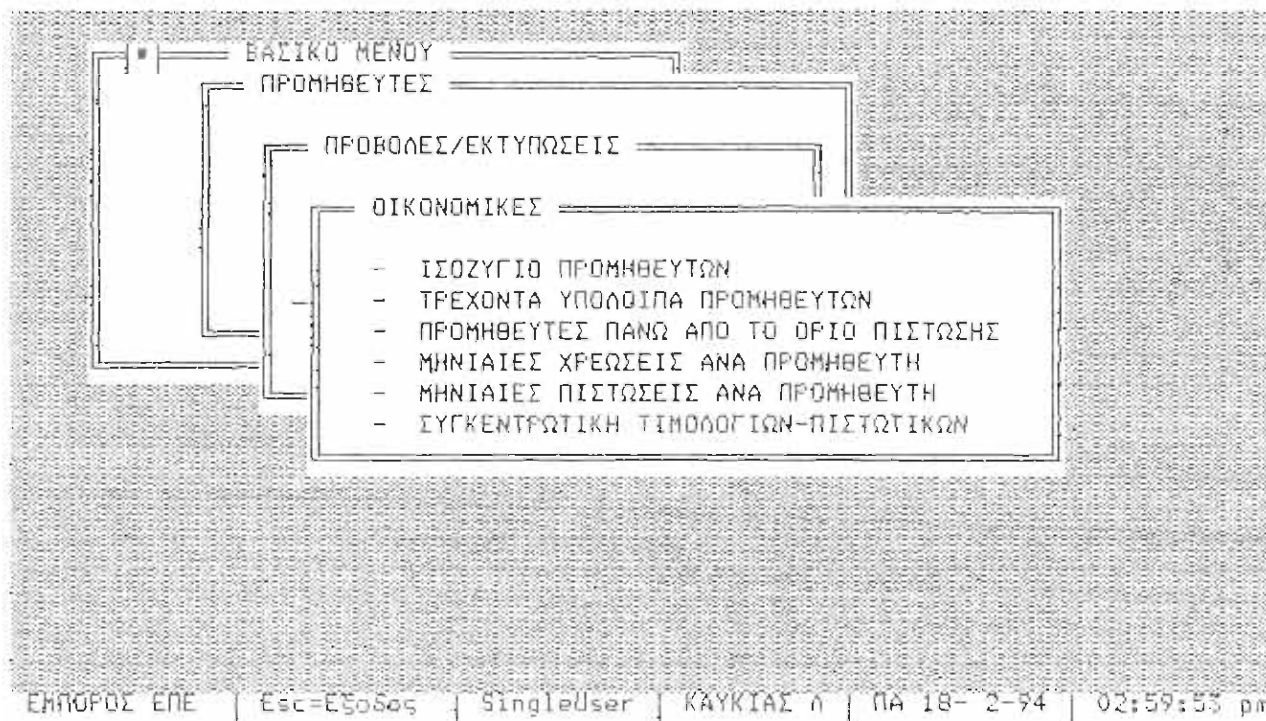 ΒΑΣΙΚΟ ΜΕΝΟΥ
ΠΡΟΜΗΘΕΥΤΕΣ
ΠΡΟΒΟΛΕΣ/ΕΚΤΥΠΩΣΕΙΣ
ΟΙΚΟΝΟΜΙΚΕΣ
- ΙΣΟΖΥΓΙΟ ΠΡΟΜΗΘΕΥΤΩΝ
- ΤΡΕΧΟΝΤΑ ΥΠΟΛΟΙΠΑ ΠΡΟΜΗΘΕΥΤΩΝ
- ΠΡΟΜΗΘΕΥΤΕΣ ΠΑΝΩ ΑΠΟ ΤΟ ΟΡΙΟ ΠΙΣΤΩΣΗΣ
- ΜΗΝΙΑΙΕΣ ΧΡΕΩΣΕΙΣ ΑΝΑ ΠΡΟΜΗΘΕΥΤΗ
- ΜΗΝΙΑΙΕΣ ΠΙΣΤΩΣΕΙΣ ΑΝΑ ΠΡΟΜΗΘΕΥΤΗ
- ΣΥΓΚΕΝΤΡΩΤΙΚΗ ΤΙΜΟΛΟΓΙΩΝ-ΠΙΣΤΩΤΙΚΩΝ
ΕΜΠΟΡΟΣ ΕΠΕ | Esc=Εξοδος | SingleUser | ΚΑΥΚΙΑΣ Λ | ΠΑ 18- 2-94 | 02:59:53 pm